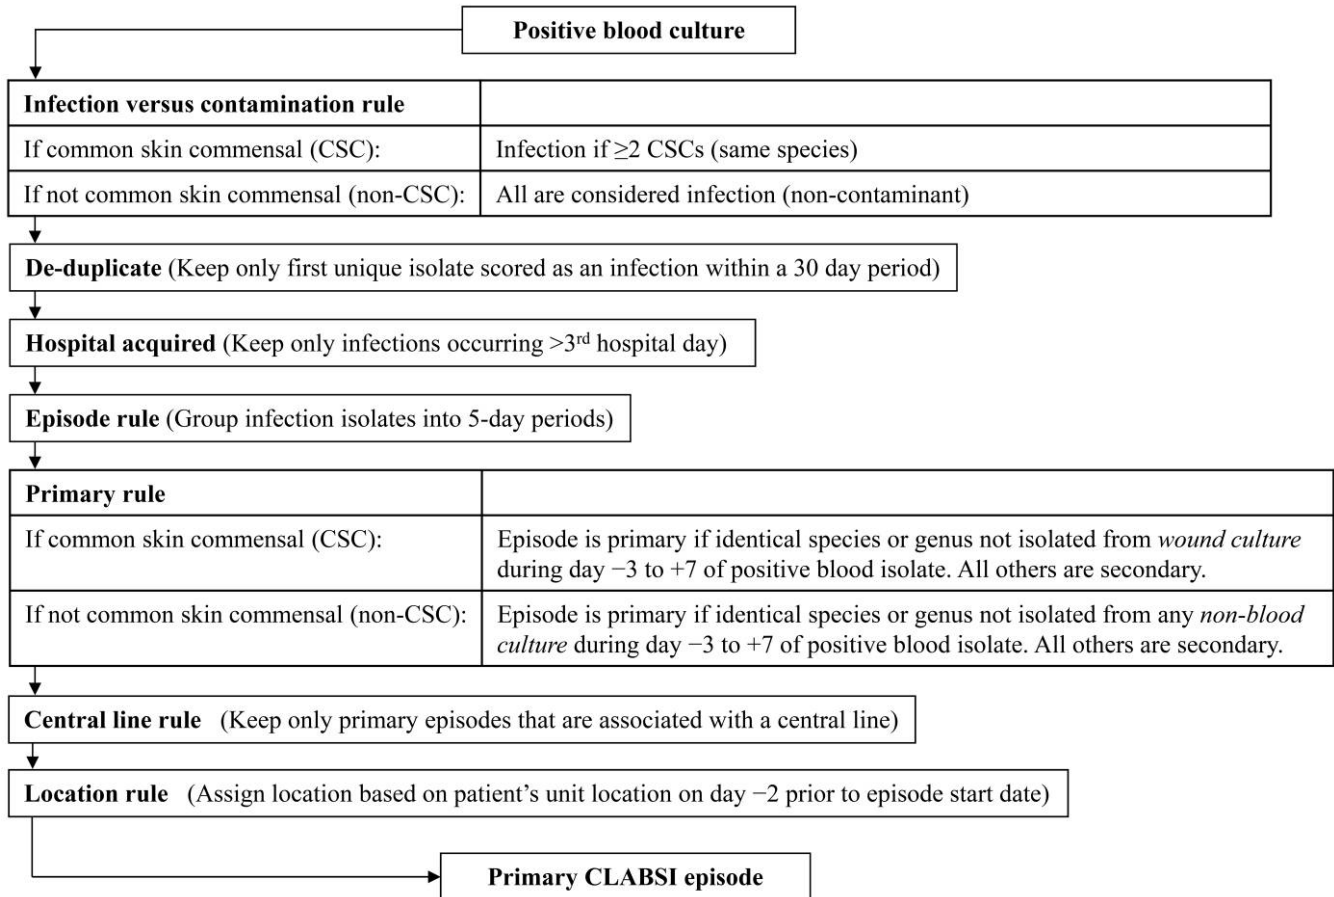 Positive blood culture
Infection versus contamination rule
If common skin commensal (CSC):
Infection if ≥2 CSCs (same species)
If not common skin commensal (non-CSC):
All are considered infection (non-contaminant)
De-duplicate (Keep only first unique isolate scored as an infection within a 30 day period)
Hospital acquired (Keep only infections occurring >3rd hospital day)
Episode rule (Group infection isolates into 5-day periods)
Primary rule
If common skin commensal (CSC):
Episode is primary if identical species or genus not isolated from wound culture
during day −3 to +7 of positive blood isolate. All others are secondary.
If not common skin commensal (non-CSC):
Episode is primary if identical species or genus not isolated from any non-blood
culture during day −3 to +7 of positive blood isolate. All others are secondary.
Central line rule (Keep only primary episodes that are associated with a central line)
Location rule (Assign location based on patient’s unit location on day −2 prior to episode start date)
Primary CLABSI episode